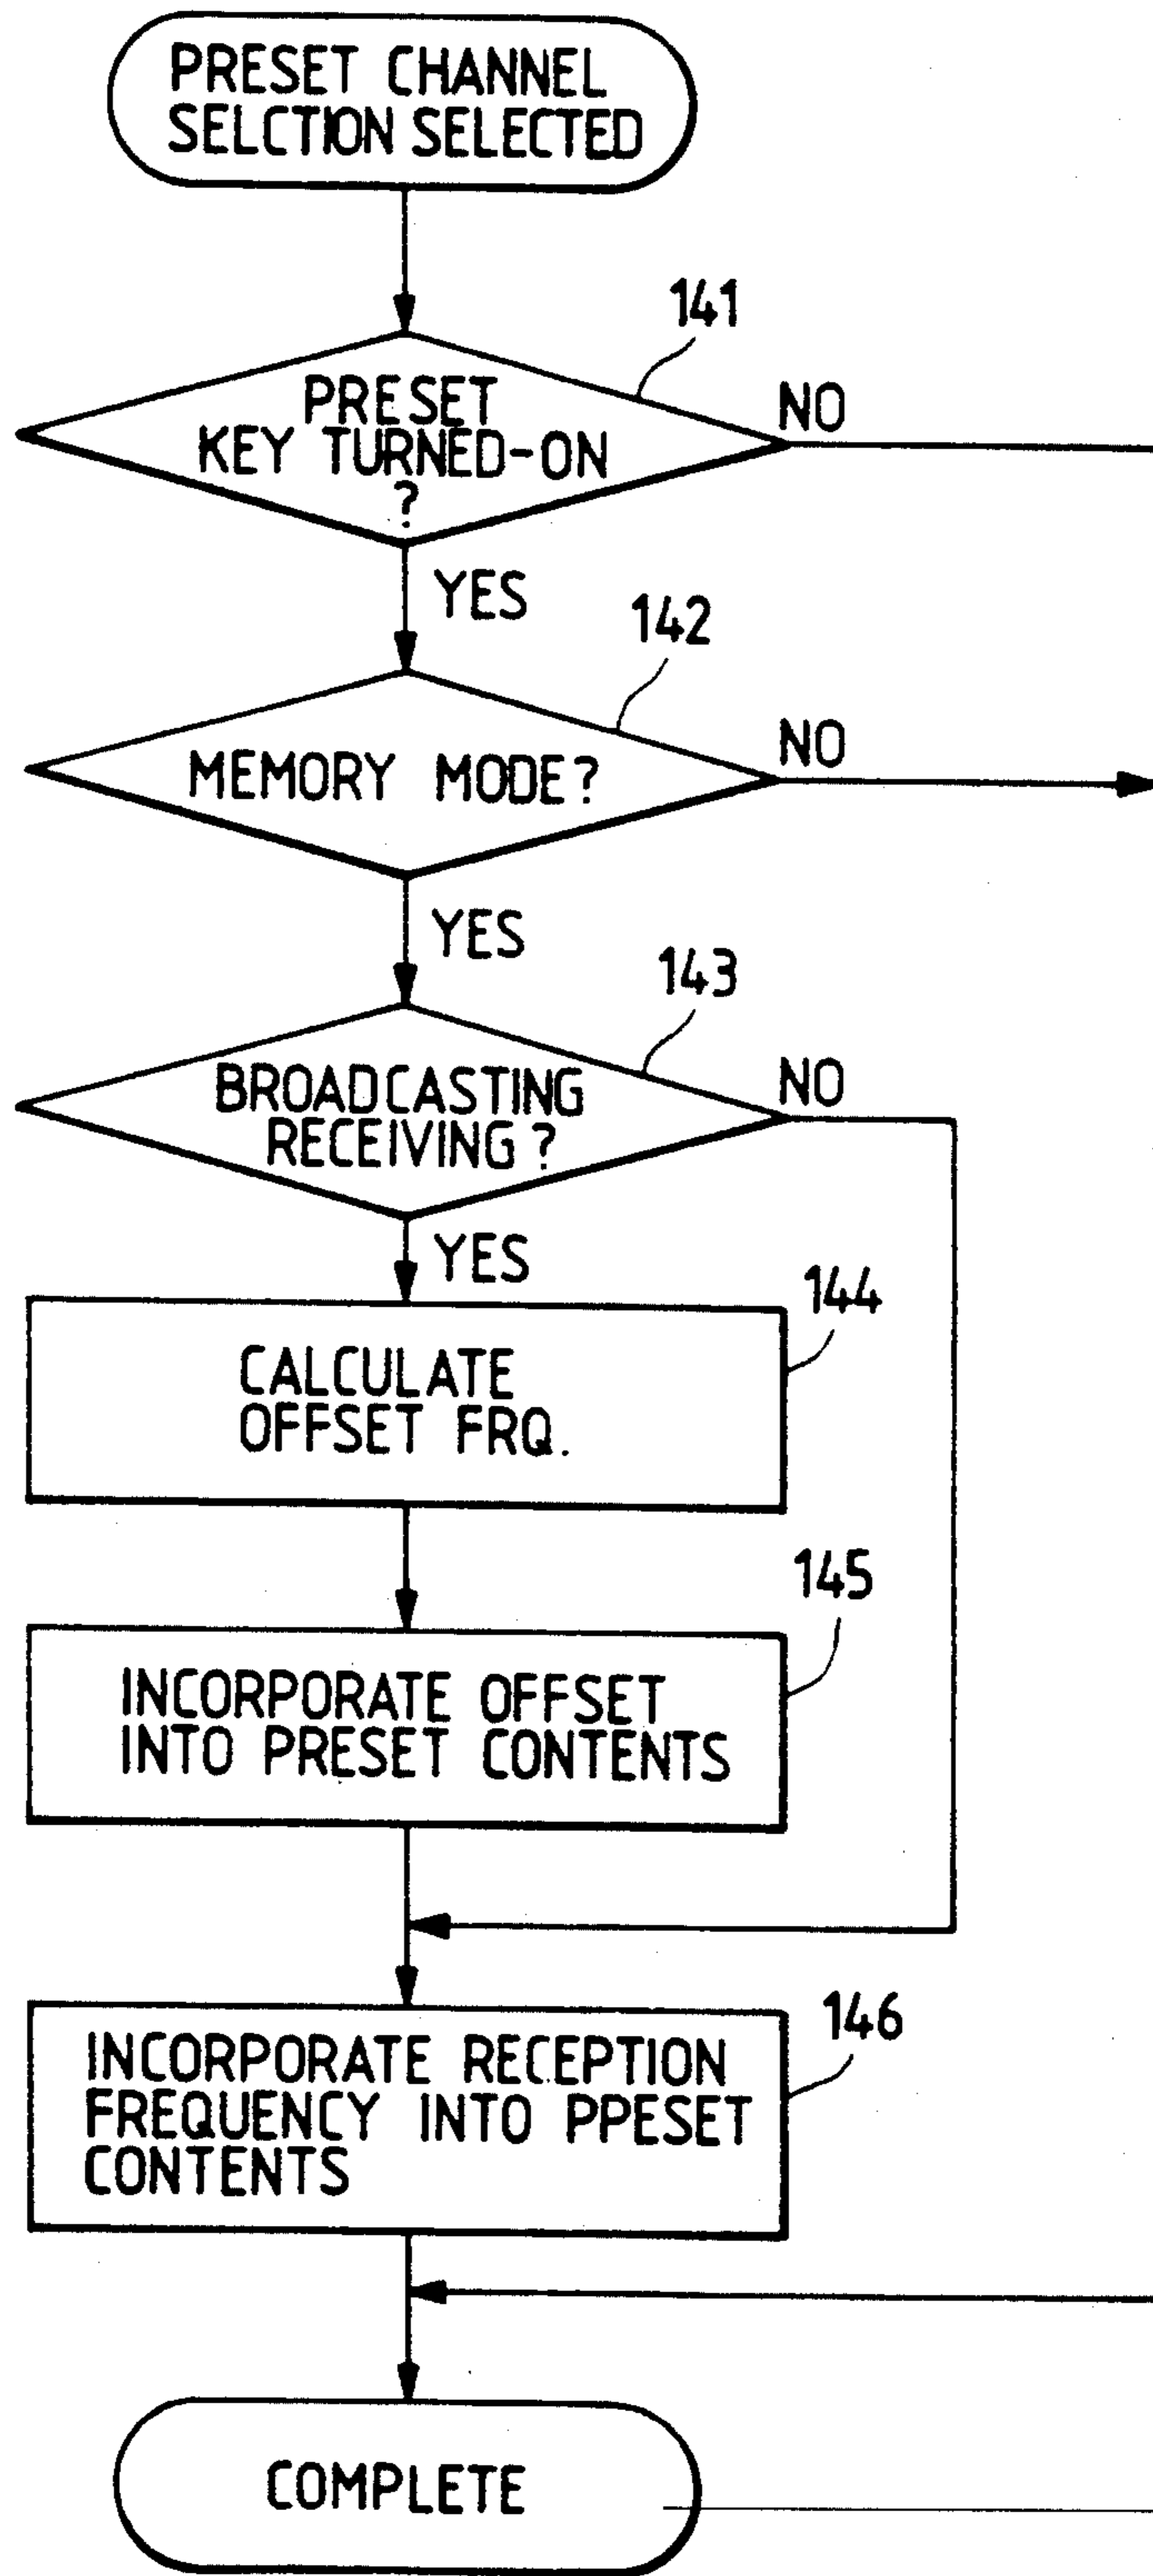 PRESET CHANNEL
SELCTION SELECTED
141
PRESET
KEY TURNED-ON
?
NO
YES
142
MEMORY MODE?
NO
YES
143
BROADCASTING
RECEIVING?
NO
YES
144
CALCULATE
OFFSET FRQ.
145
INCORPORATE OFFSET
INTO PRESET CONTENTS
146
INCORPORATE RECEPTION
FREQUENCY INTO PPESET
CONTENTS
COMPLETE